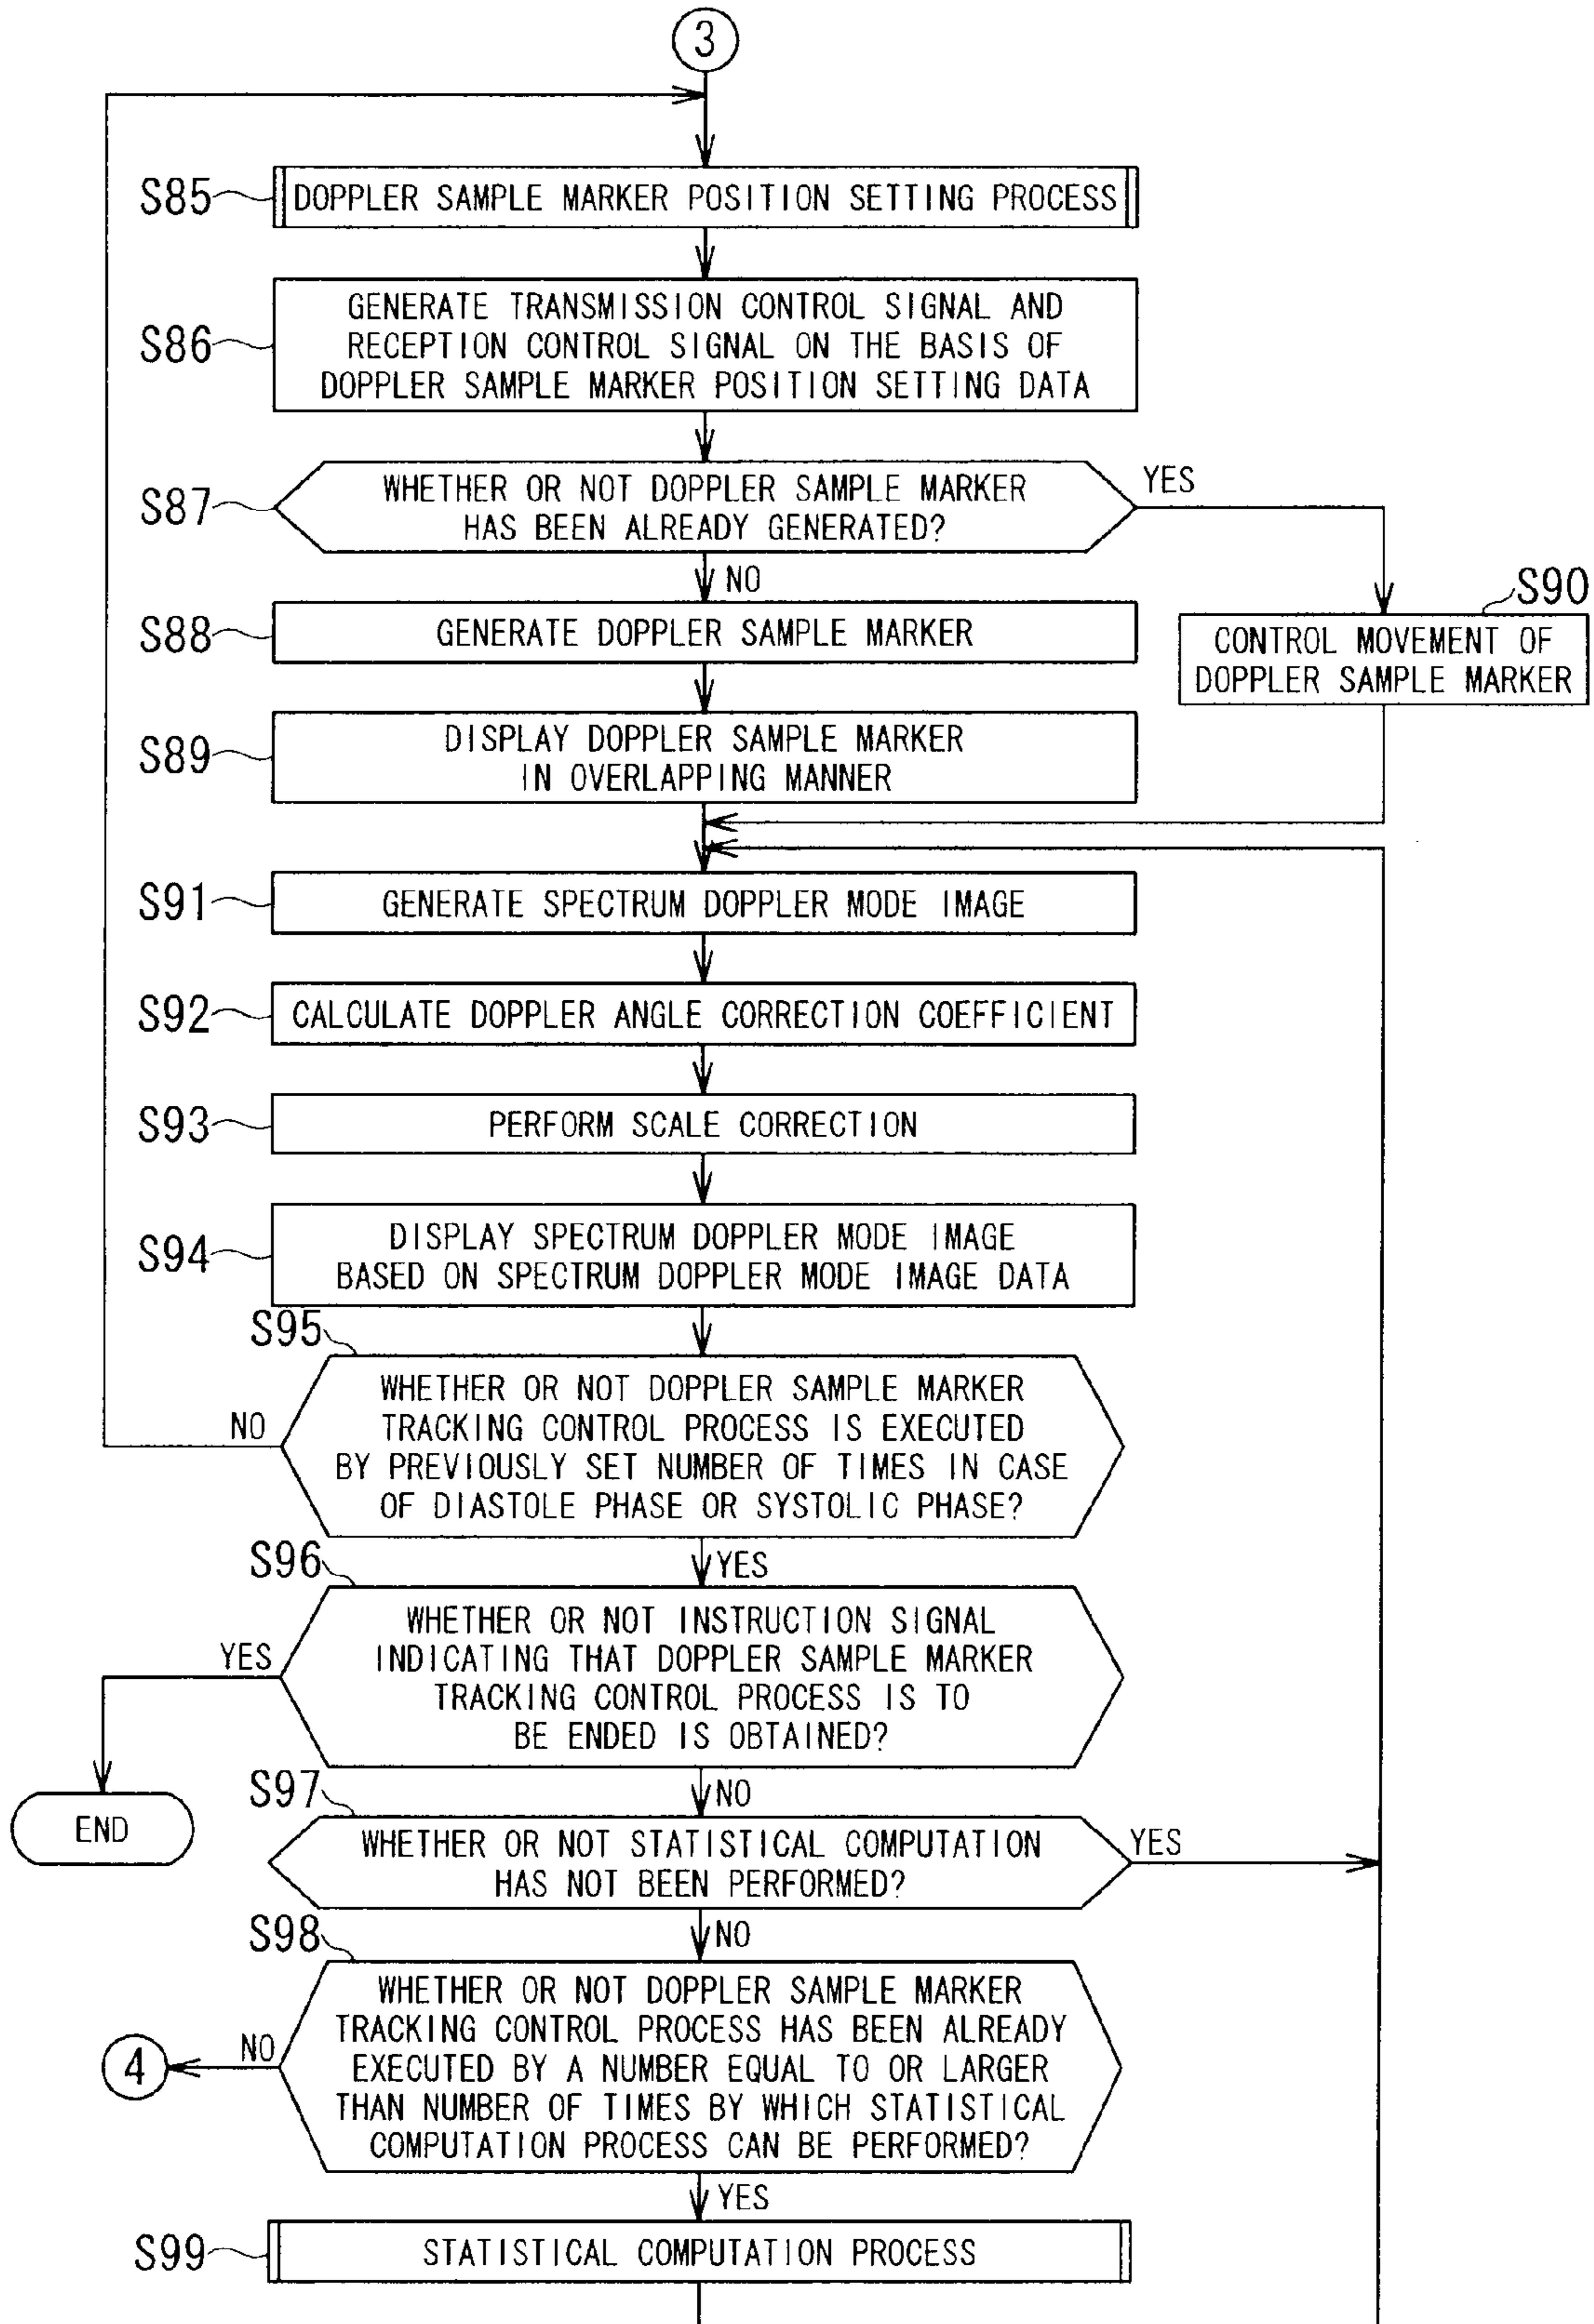 3
S85
DOPPLER SAMPLE MARKER POSITION SETTING PROCESS
S86
GENERATE TRANSMISSION CONTROL SIGNAL AND
RECEPTION CONTROL SIGNAL ON THE BASIS OF
DOPPLER SAMPLE MARKER POSITION SETTING DATA
S87
WHETHER OR NOT DOPPLER SAMPLE MARKER
HAS BEEN ALREADY GENERATED?
YES
NO
S90
CONTROL MOVEMENT OF
DOPPLER SAMPLE MARKER
S88
GENERATE DOPPLER SAMPLE MARKER
S89
DISPLAY DOPPLER SAMPLE MARKER
IN OVERLAPPING MANNER
S91
GENERATE SPECTRUM DOPPLER MODE IMAGE
S92
CALCULATE DOPPLER ANGLE CORRECTION COEFFICIENT
S93
PERFORM SCALE CORRECTION
S94
DISPLAY SPECTRUM DOPPLER MODE IMAGE
BASED ON SPECTRUM DOPPLER MODE IMAGE DATA
S95
WHETHER OR NOT DOPPLER SAMPLE MARKER
TRACKING CONTROL PROCESS IS EXECUTED
BY PREVIOUSLY SET NUMBER OF TIMES IN CASE
OF DIASTOLE PHASE OR SYSTOLIC PHASE?
NO
YES
S96
WHETHER OR NOT INSTRUCTION SIGNAL
INDICATING THAT DOPPLER SAMPLE MARKER
TRACKING CONTROL PROCESS IS TO
BE ENDED IS OBTAINED?
YES
END
NO
S97
WHETHER OR NOT STATISTICAL COMPUTATION
HAS NOT BEEN PERFORMED?
YES
NO
S98
WHETHER OR NOT DOPPLER SAMPLE MARKER
TRACKING CONTROL PROCESS HAS BEEN ALREADY
EXECUTED BY A NUMBER EQUAL TO OR LARGER
THAN NUMBER OF TIMES BY WHICH STATISTICAL
COMPUTATION PROCESS CAN BE PERFORMED?
NO
4
YES
S99
STATISTICAL COMPUTATION PROCESS